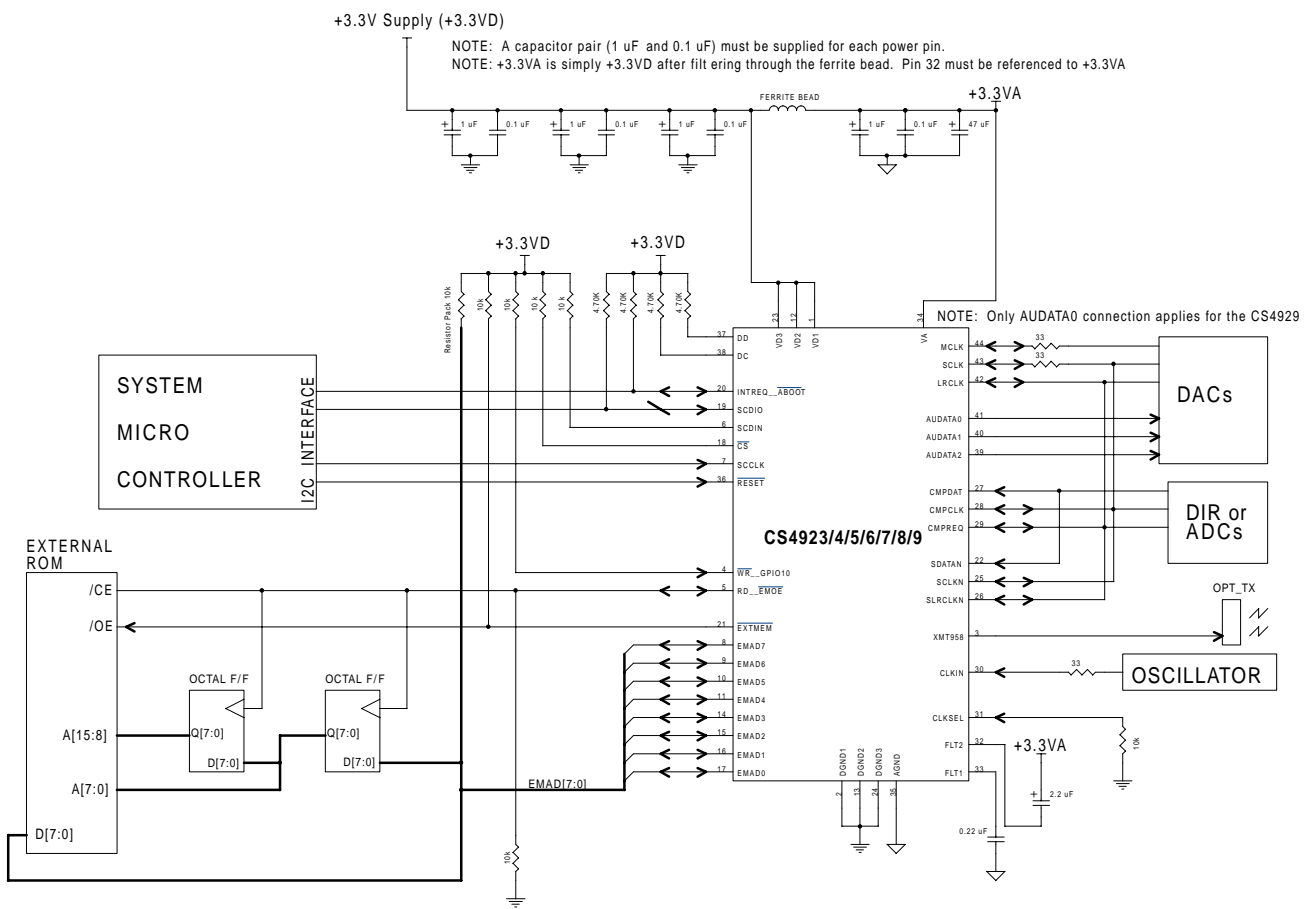 +3.3V Supply (+3.3VD)
NOTE: A capacitor pair (1 uF and 0.1 uF) must be supplied for each power pin.
NOTE: +3.3VA is simply +3.3VD after filt ering through the ferrite bead. Pin 32 must be referenced to +3.3VA
FERRITE BEAD
+3.3VA
+ 1 uF
0.1 uF
+ 1 uF
0.1 uF
+ 1 uF
0.1 uF
+ 1 uF
0.1 uF
+ 47 uF
+3.3VD
+3.3VD
Resistor Pack 10k
10k
10k
10 k
10 k
4.70K
4.70K
4.70K
4.70K
23
12
1
34
VD3
VD2
VD1
VA
NOTE: Only AUDATA0 connection applies for the CS4929
SYSTEM
MICRO
CONTROLLER
I2C INTERFACE
37 DD
38 DC
20 INTREQ__ABOOT
19 SCDIO
6 SCDIN
18 CS
7 SCCLK
36 RESET
4 WR__GPIO10
5 RD__EMOE
21 EXTMEM
8 EMAD7
9 EMAD6
10 EMAD5
11 EMAD4
14 EMAD3
15 EMAD2
16 EMAD1
17 EMAD0
CS4923/4/5/6/7/8/9
MCLK 44
33
SCLK 43
33
LRCLK 42
AUDATA0 41
AUDATA1 40
AUDATA2 39
DACs
CMPDAT 27
CMPCLK 28
CMPREQ 29
DIR or
ADCs
SDATAN 22
SCLKN 25
SLRCLKN 26
OPT_TX
XMT958 3
CLKIN 30
33
OSCILLATOR
CLKSEL 31
10k
FLT2 32
+3.3VA
FLT1 33
+ 2.2 uF
0.22 uF
DGND1
DGND2
DGND3
AGND
2
13
24
35
EXTERNAL
ROM
/CE
/OE
OCTAL F/F
OCTAL F/F
A[15:8]
Q[7:0]
Q[7:0]
D[7:0]
D[7:0]
A[7:0]
EMAD[7:0]
D[7:0]
10k